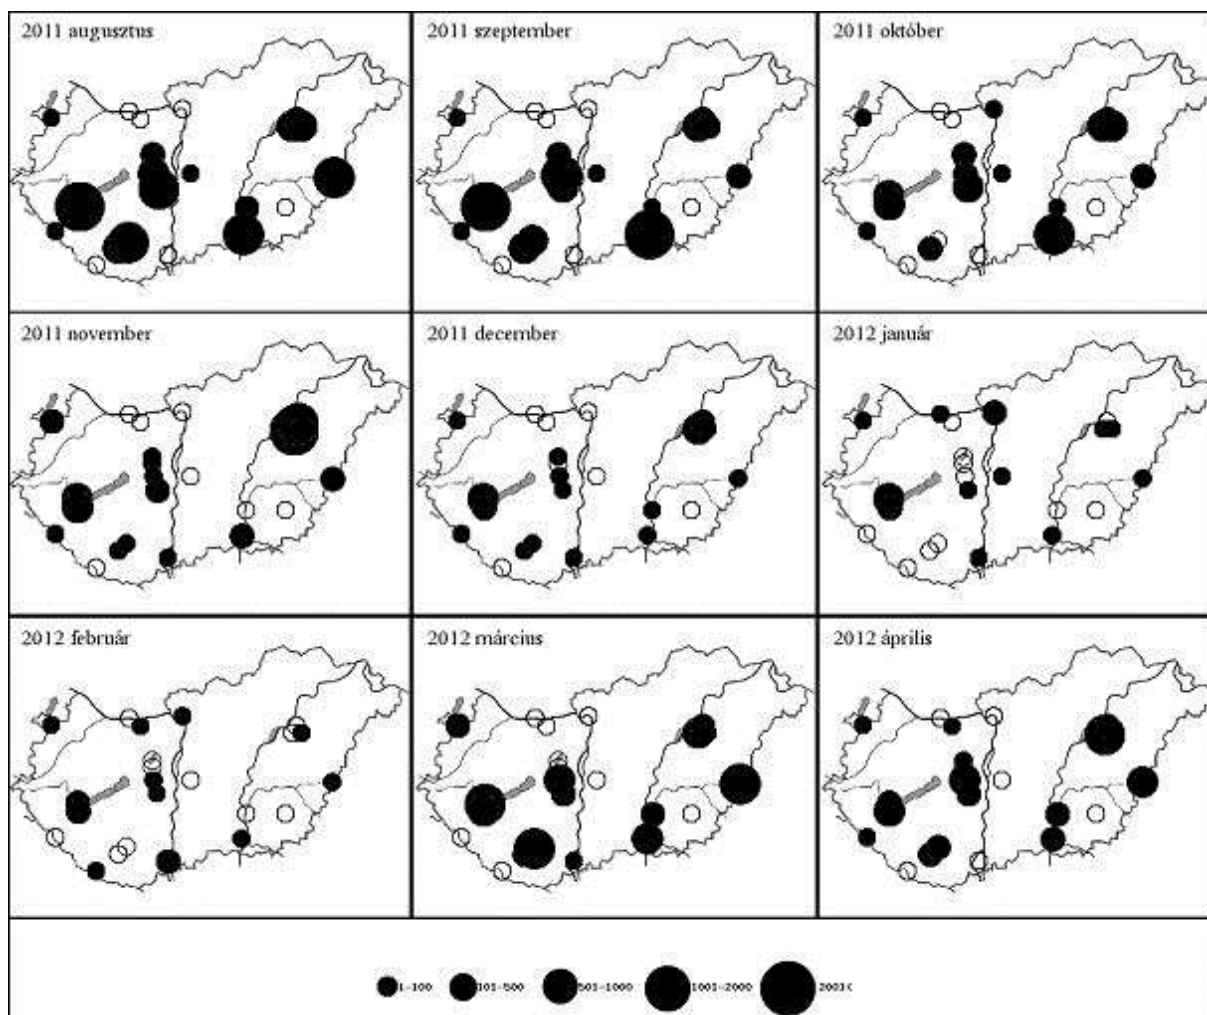 2011 augusztus
2011 szeptember
2011 október
2011 november
2011 december
2012 január
2012 február
2012 március
2012 április
1-100 101-500 501-1000 1001-2000 2001<